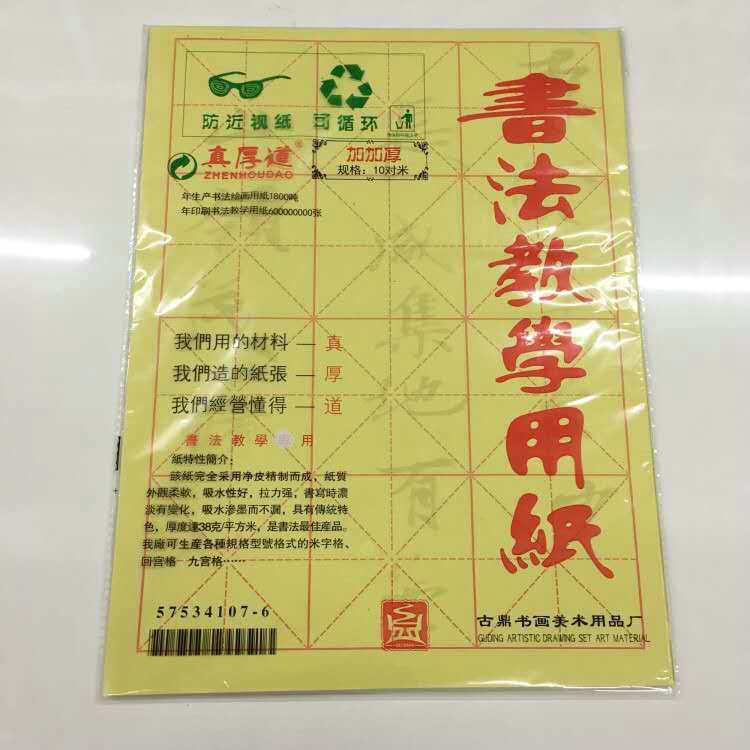 防近视纸 可循环
真厚道®
ZHENHOUDAO
加加厚
规格：10对米
年生产书法绘画用纸1800吨
年印刷书法教学用纸600000000张
書法教學用紙
我們用的材料 — 真
我們造的紙張 — 厚
我們經營懂得 — 道
書法教學專用
紙特性簡介：
該紙完全采用净皮精制而成，紙質
外觀柔軟，吸水性好，拉力强，書寫時濃
淡有變化，吸水渗墨而不漏，具有傳統特
色，厚度達38克/平方米，是書法最佳産品。
我廠可生産各種規格型號格式的米字格、
回宫格 九宫格……
57534107-6
古鼎书画美术用品厂
GUDING ARTISTIC DRAWING SET ART MATERIAL